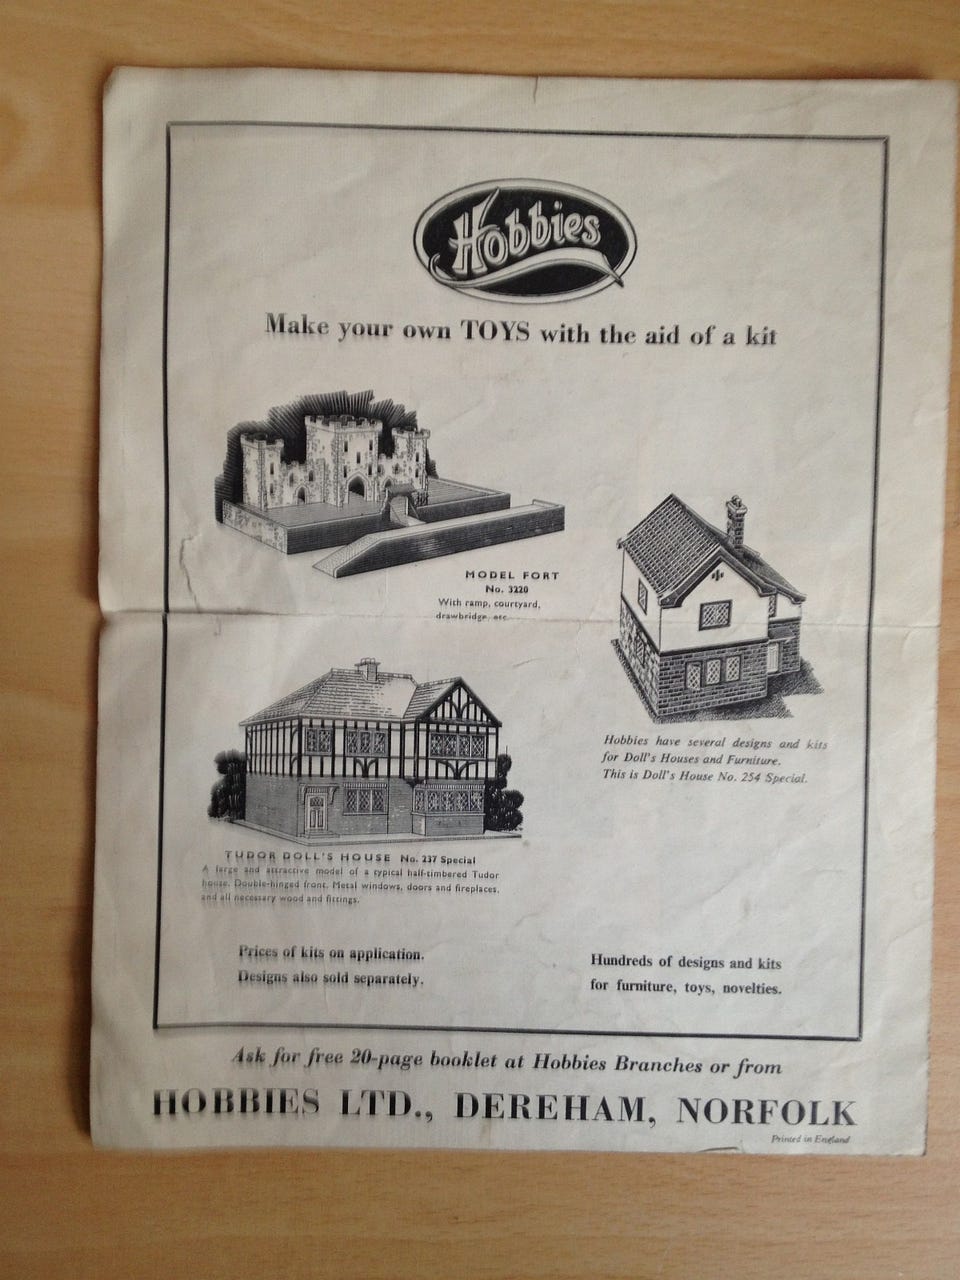 Hobbies
Make your own TOYS with the aid of a kit
MODEL FORT
No. 3220
With ramp, courtyard,
drawbridge, etc.
Hobbies have several designs and kits
for Doll's Houses and Furniture.
This is Doll's House No. 254 Special.
TUDOR DOLL'S HOUSE No. 237 Special
A large and attractive model of a typical half-timbered Tudor
house. Double-hinged front. Metal windows, doors and fireplaces,
and all necessary wood and fittings.
Prices of kits on application.
Designs also sold separately.
Hundreds of designs and kits
for furniture, toys, novelties.
Ask for free 20-page booklet at Hobbies Branches or from
HOBBIES LTD., DEREHAM, NORFOLK
Printed in England